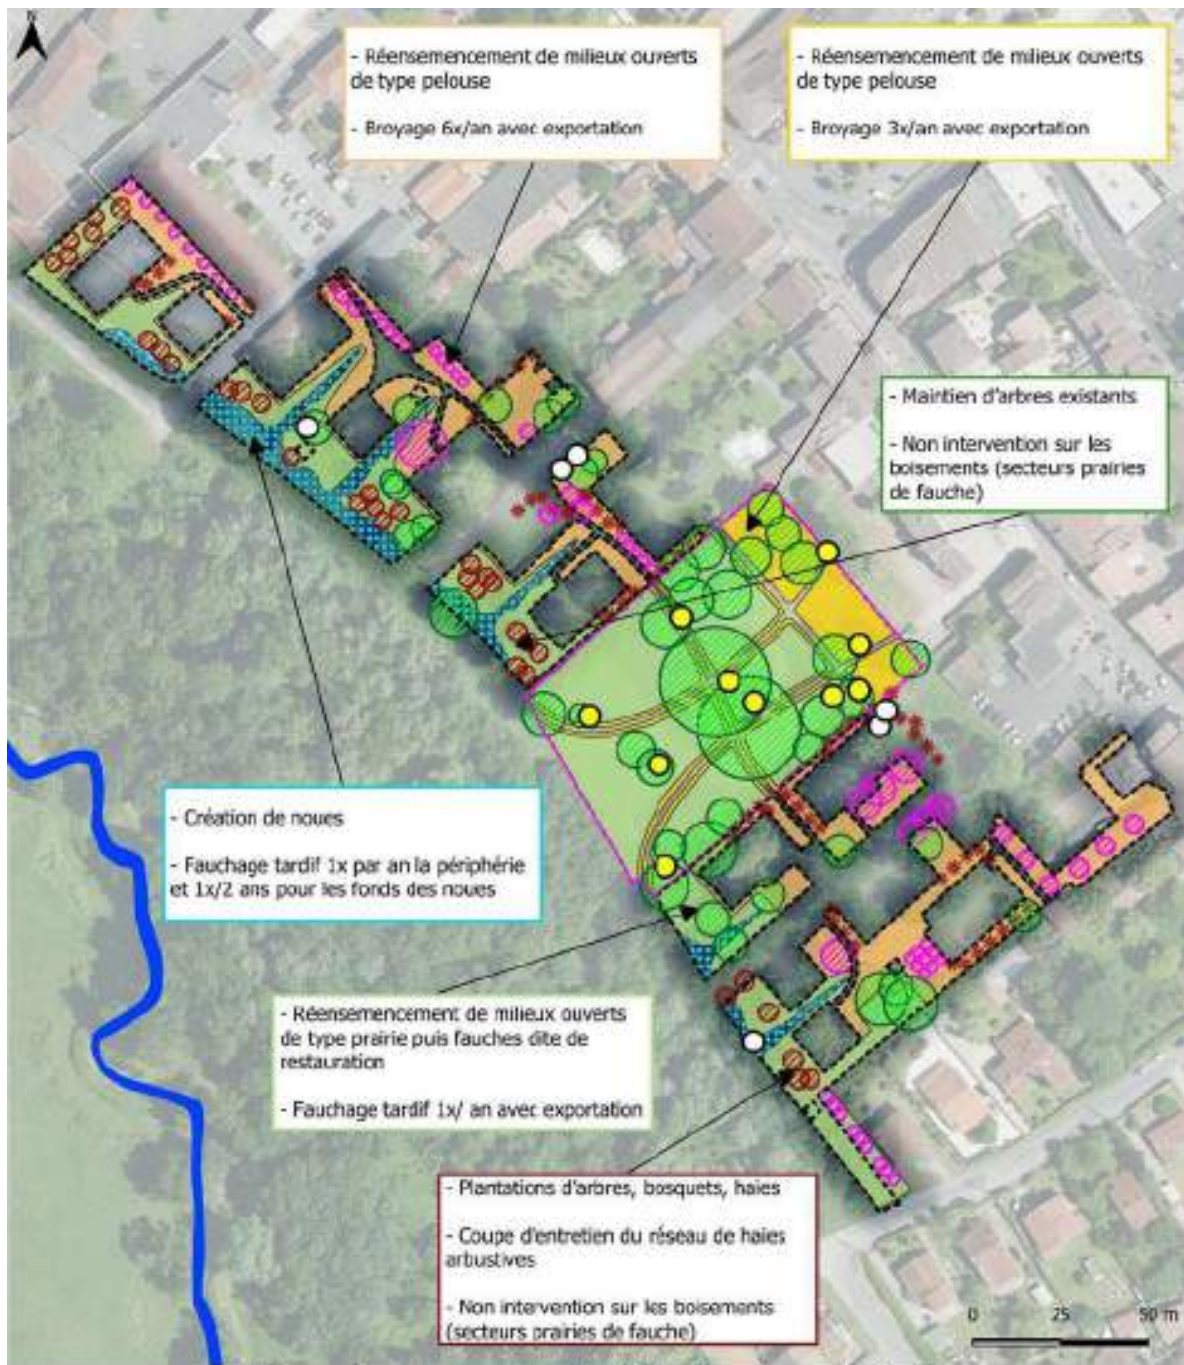 N
- Réensemencement de milieux ouverts
de type pelouse
- Broyage 6x/an avec exportation
- Réensemencement de milieux ouverts
de type pelouse
- Broyage 3x/an avec exportation
- Maintien d'arbres existants
- Non intervention sur les
boisements (secteurs prairies
de fauche)
- Création de noues
- Fauchage tardif 1x par an la périphérie
et 1x/2 ans pour les fonds des noues
- Réensemencement de milieux ouverts
de type prairie puis fauches dite de
restauration
- Fauchage tardif 1x/ an avec exportation
- Plantations d'arbres, bosquets, haies
- Coupe d'entretien du réseau de haies
arbustives
- Non intervention sur les boisements
(secteurs prairies de fauche)
0 25 50 m